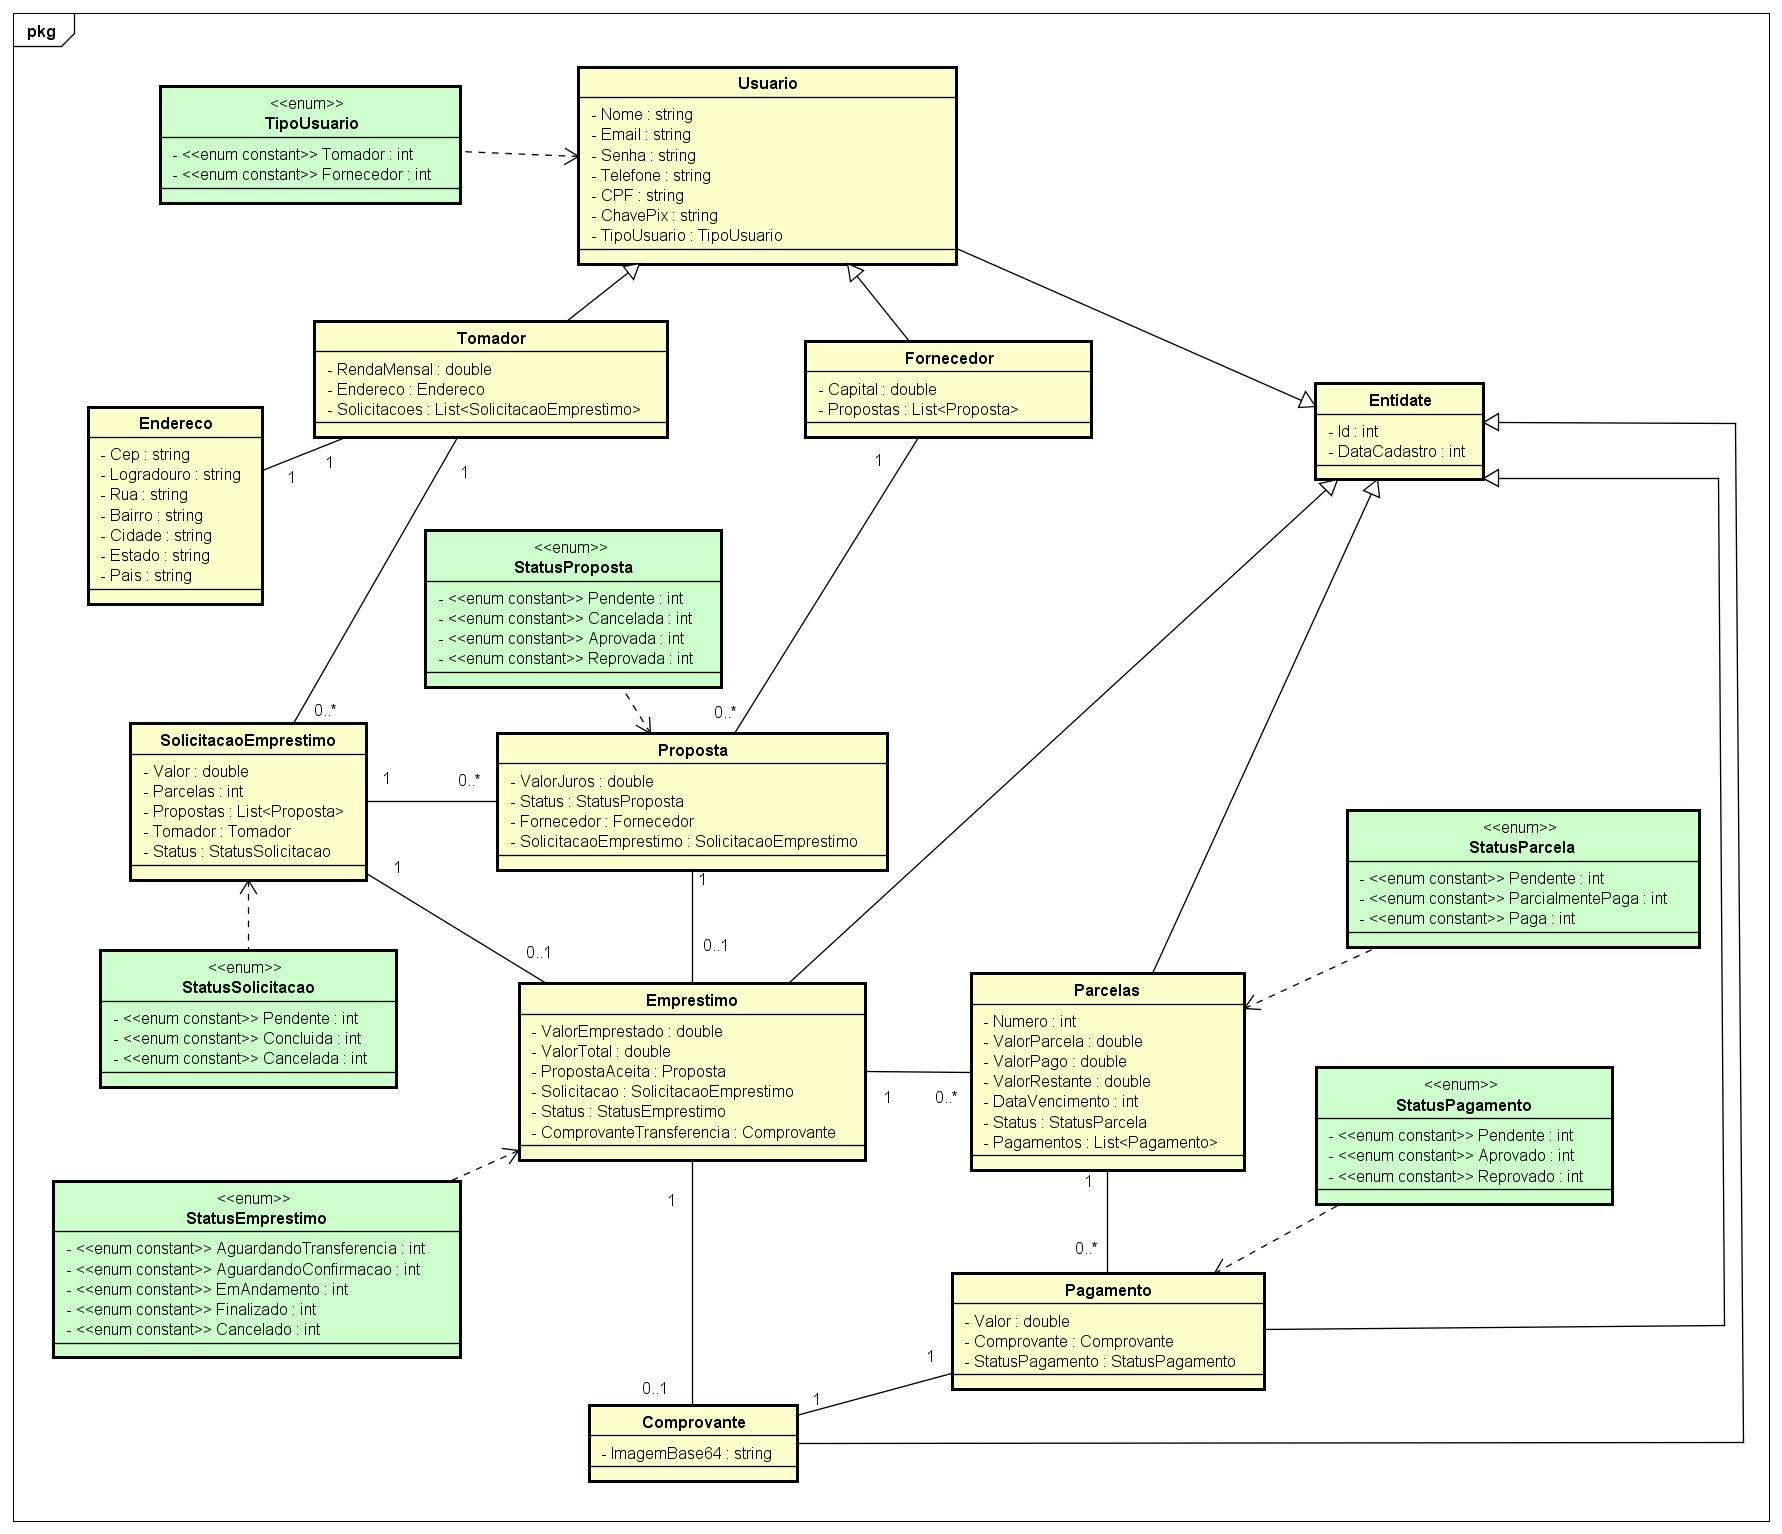 pkg
Usuario
- Nome : string
- Email : string
- Senha : string
- Telefone : string
- CPF : string
- ChavePix : string
- TipoUsuario : TipoUsuario
<<enum>>
TipoUsuario
- <<enum constant>> Tomador : int
- <<enum constant>> Fornecedor : int
Tomador
- RendaMensal : double
- Endereco : Endereco
- Solicitacoes : List<SolicitacaoEmprestimo>
Fornecedor
- Capital : double
- Propostas : List<Proposta>
Entidate
- Id : int
- DataCadastro : int
Endereco
- Cep : string
- Logradouro : string
- Rua : string
- Bairro : string
- Cidade : string
- Estado : string
- Pais : string
1
1
1
1
<<enum>>
StatusProposta
- <<enum constant>> Pendente : int
- <<enum constant>> Cancelada : int
- <<enum constant>> Aprovada : int
- <<enum constant>> Reprovada : int
0..*
0..*
SolicitacaoEmprestimo
- Valor : double
- Parcelas : int
- Propostas : List<Proposta>
- Tomador : Tomador
- Status : StatusSolicitacao
1
0..*
Proposta
- ValorJuros : double
- Status : StatusProposta
- Fornecedor : Fornecedor
- SolicitacaoEmprestimo : SolicitacaoEmprestimo
<<enum>>
StatusParcela
- <<enum constant>> Pendente : int
- <<enum constant>> ParcialmentePaga : int
- <<enum constant>> Paga : int
1
1
0..1
0..1
<<enum>>
StatusSolicitacao
- <<enum constant>> Pendente : int
- <<enum constant>> Concluida : int
- <<enum constant>> Cancelada : int
Emprestimo
- ValorEmprestado : double
- ValorTotal : double
- PropostaAceita : Proposta
- Solicitacao : SolicitacaoEmprestimo
- Status : StatusEmprestimo
- ComprovanteTransferencia : Comprovante
1
0..*
Parcelas
- Numero : int
- ValorParcela : double
- ValorPago : double
- ValorRestante : double
- DataVencimento : int
- Status : StatusParcela
- Pagamentos : List<Pagamento>
<<enum>>
StatusPagamento
- <<enum constant>> Pendente : int
- <<enum constant>> Aprovado : int
- <<enum constant>> Reprovado : int
1
1
0..*
<<enum>>
StatusEmprestimo
- <<enum constant>> AguardandoTransferencia : int
- <<enum constant>> AguardandoConfirmacao : int
- <<enum constant>> EmAndamento : int
- <<enum constant>> Finalizado : int
- <<enum constant>> Cancelado : int
Pagamento
- Valor : double
- Comprovante : Comprovante
- StatusPagamento : StatusPagamento
1
0..1
1
Comprovante
- ImagemBase64 : string